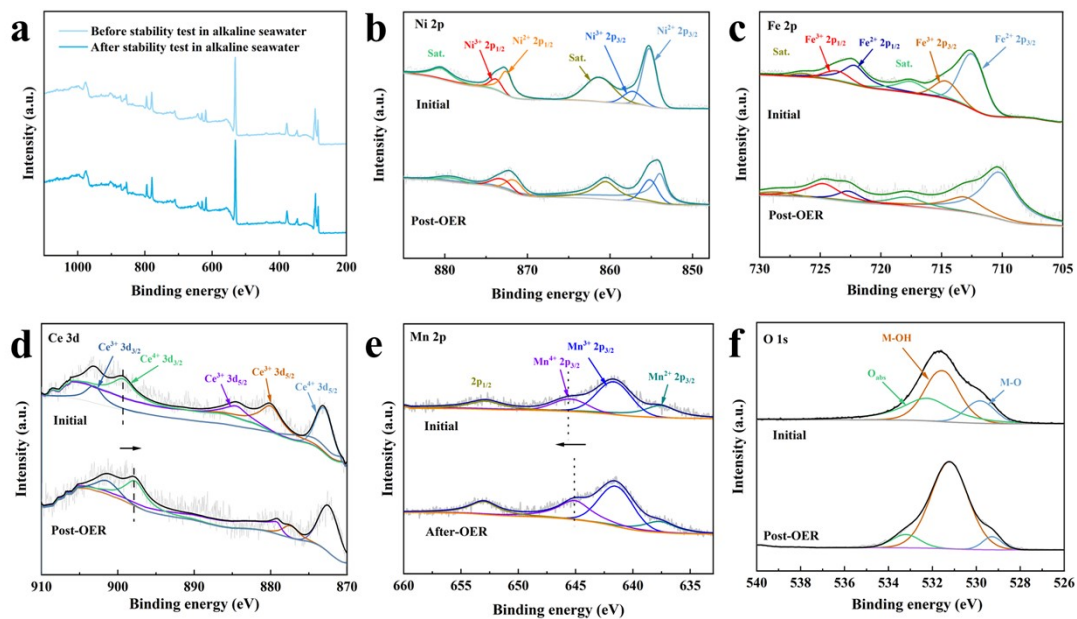 a
Before stability test in alkaline seawater
After stability test in alkaline seawater
Intensity (a.u.)
1000 800 600 400 200
Binding energy (eV)
b
Ni 2p
Sat.
Ni³⁺ 2p₁/₂
Ni²⁺ 2p₁/₂
Sat.
Ni³⁺ 2p₃/₂
Ni²⁺ 2p₃/₂
Initial
Post-OER
Intensity (a.u.)
880 870 860 850
Binding energy (eV)
c
Fe 2p
Sat.
Fe³⁺ 2p₁/₂
Fe²⁺ 2p₁/₂
Sat.
Fe³⁺ 2p₃/₂
Fe²⁺ 2p₃/₂
Initial
Post-OER
Intensity (a.u.)
730 725 720 715 710 705
Binding energy (eV)
d
Ce 3d
Ce³⁺ 3d₃/₂
Ce⁴⁺ 3d₃/₂
Ce³⁺ 3d₅/₂
Ce³⁺ 3d₅/₂
Ce⁴⁺ 3d₅/₂
Initial
Post-OER
Intensity (a.u.)
910 900 890 880 870
Binding energy (eV)
e
Mn 2p
2p₁/₂
Mn⁴⁺ 2p₃/₂
Mn³⁺ 2p₃/₂
Mn²⁺ 2p₃/₂
Initial
After-OER
Intensity (a.u.)
660 655 650 645 640 635
Binding energy (eV)
f
O 1s
M-OH
Oabs
M-O
Initial
Post-OER
Intensity (a.u.)
540 538 536 534 532 530 528 526
Binding energy (eV)